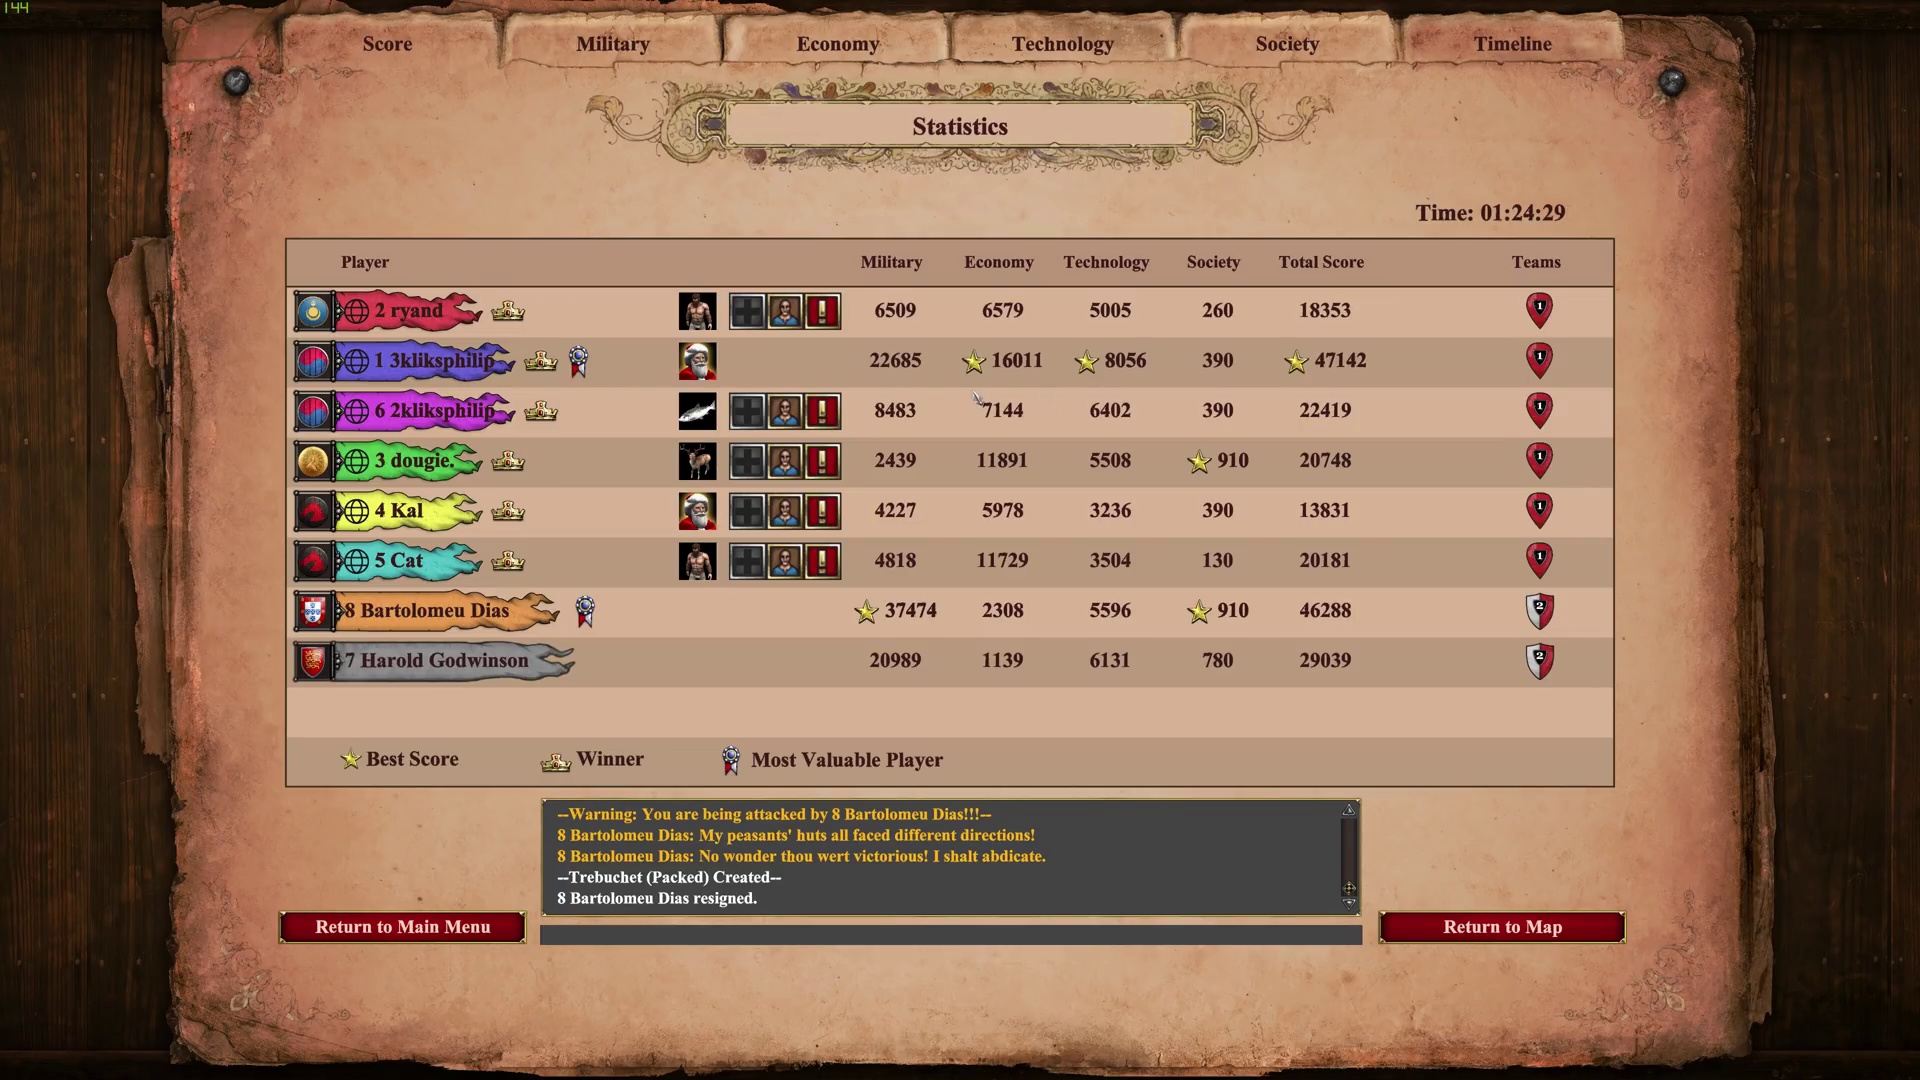 144
Score Military Economy Technology Society Timeline
Statistics
Time: 01:24:29
Player Military Economy Technology Society Total Score Teams
2 ryand 6509 6579 5005 260 18353 1
1 3kliksphilip 22685 16011 8056 390 47142 1
6 2kliksphilip 8483 7144 6402 390 22419 1
3 dougie. 2439 11891 5508 910 20748 1
4 Kal 4227 5978 3236 390 13831 1
5 Cat 4818 11729 3504 130 20181 1
8 Bartolomeu Dias 37474 2308 5596 910 46288 2
7 Harold Godwinson 20989 1139 6131 780 29039 2
Best Score Winner Most Valuable Player
--Warning: You are being attacked by 8 Bartolomeu Dias!!!--
8 Bartolomeu Dias: My peasants' huts all faced different directions!
8 Bartolomeu Dias: No wonder thou wert victorious! I shalt abdicate.
--Trebuchet (Packed) Created--
8 Bartolomeu Dias resigned.
Return to Main Menu Return to Map